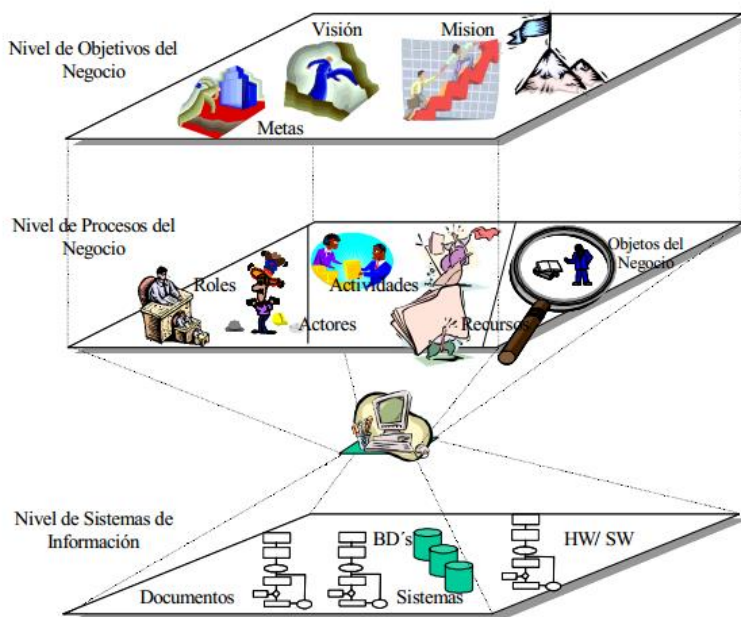 Nivel de Objetivos del
Negocio
Visión
Mision
Metas
Nivel de Procesos del
Negocio
Roles
Actividades
Objetos del
Negocio
Actores
Recursos
Nivel de Sistemas de
Información
BD´s
HW/ SW
Documentos
Sistemas